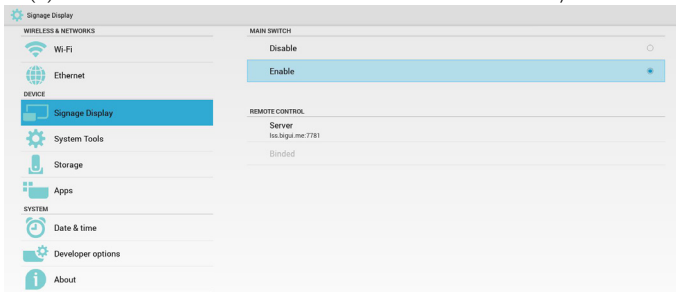 Signage Display
WIRELESS & NETWORKS
Wi-Fi
Ethernet
DEVICE
Signage Display
System Tools
Storage
Apps
SYSTEM
Date & time
Developer options
About
MAIN SWITCH
Disable
Enable
REMOTE CONTROL
Server
lss.bigui.me:7781
Binded